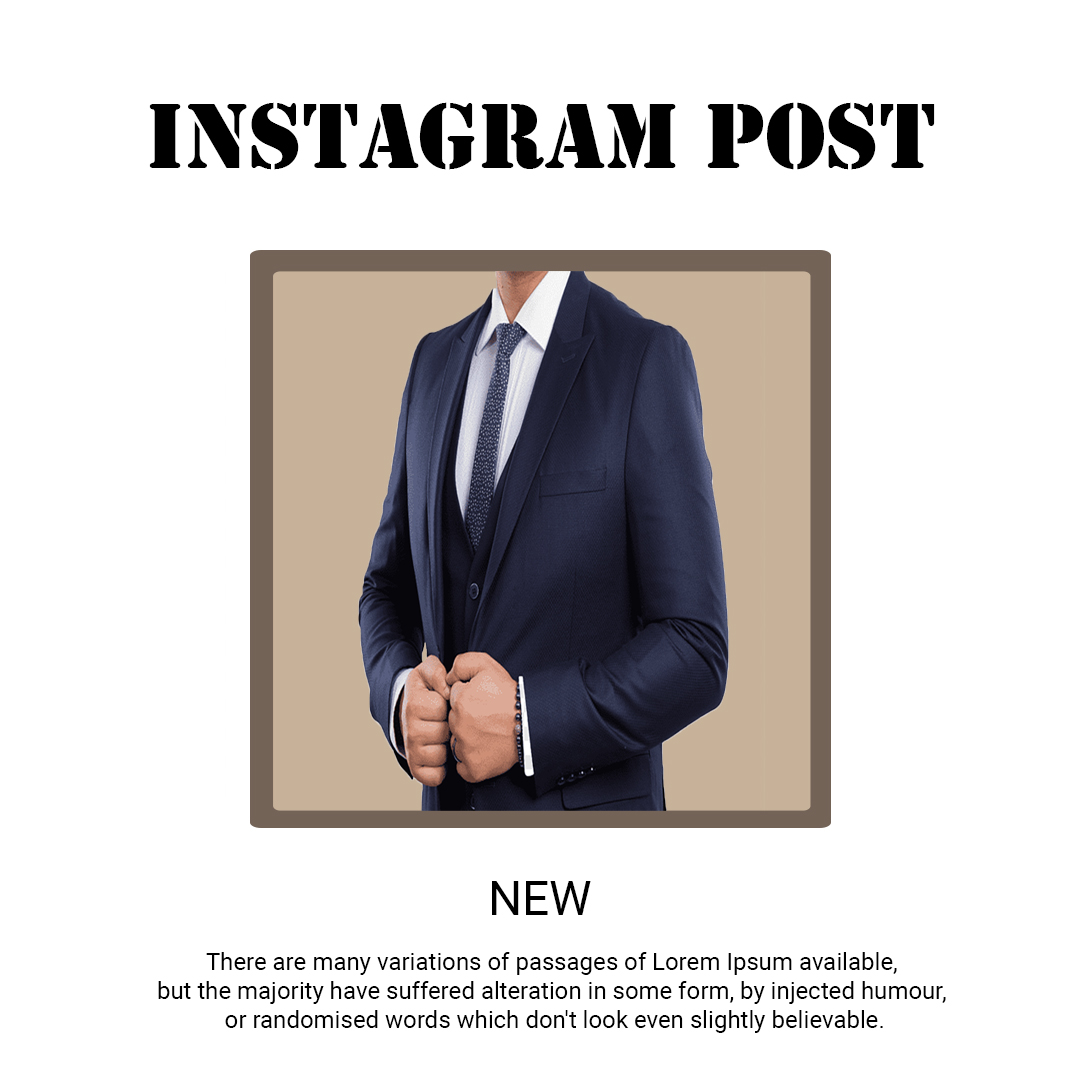 INSTAGRAM POST
NEW
There are many variations of passages of Lorem Ipsum available,
but the majority have suffered alteration in some form, by injected humour,
or randomised words which don't look even slightly believable.